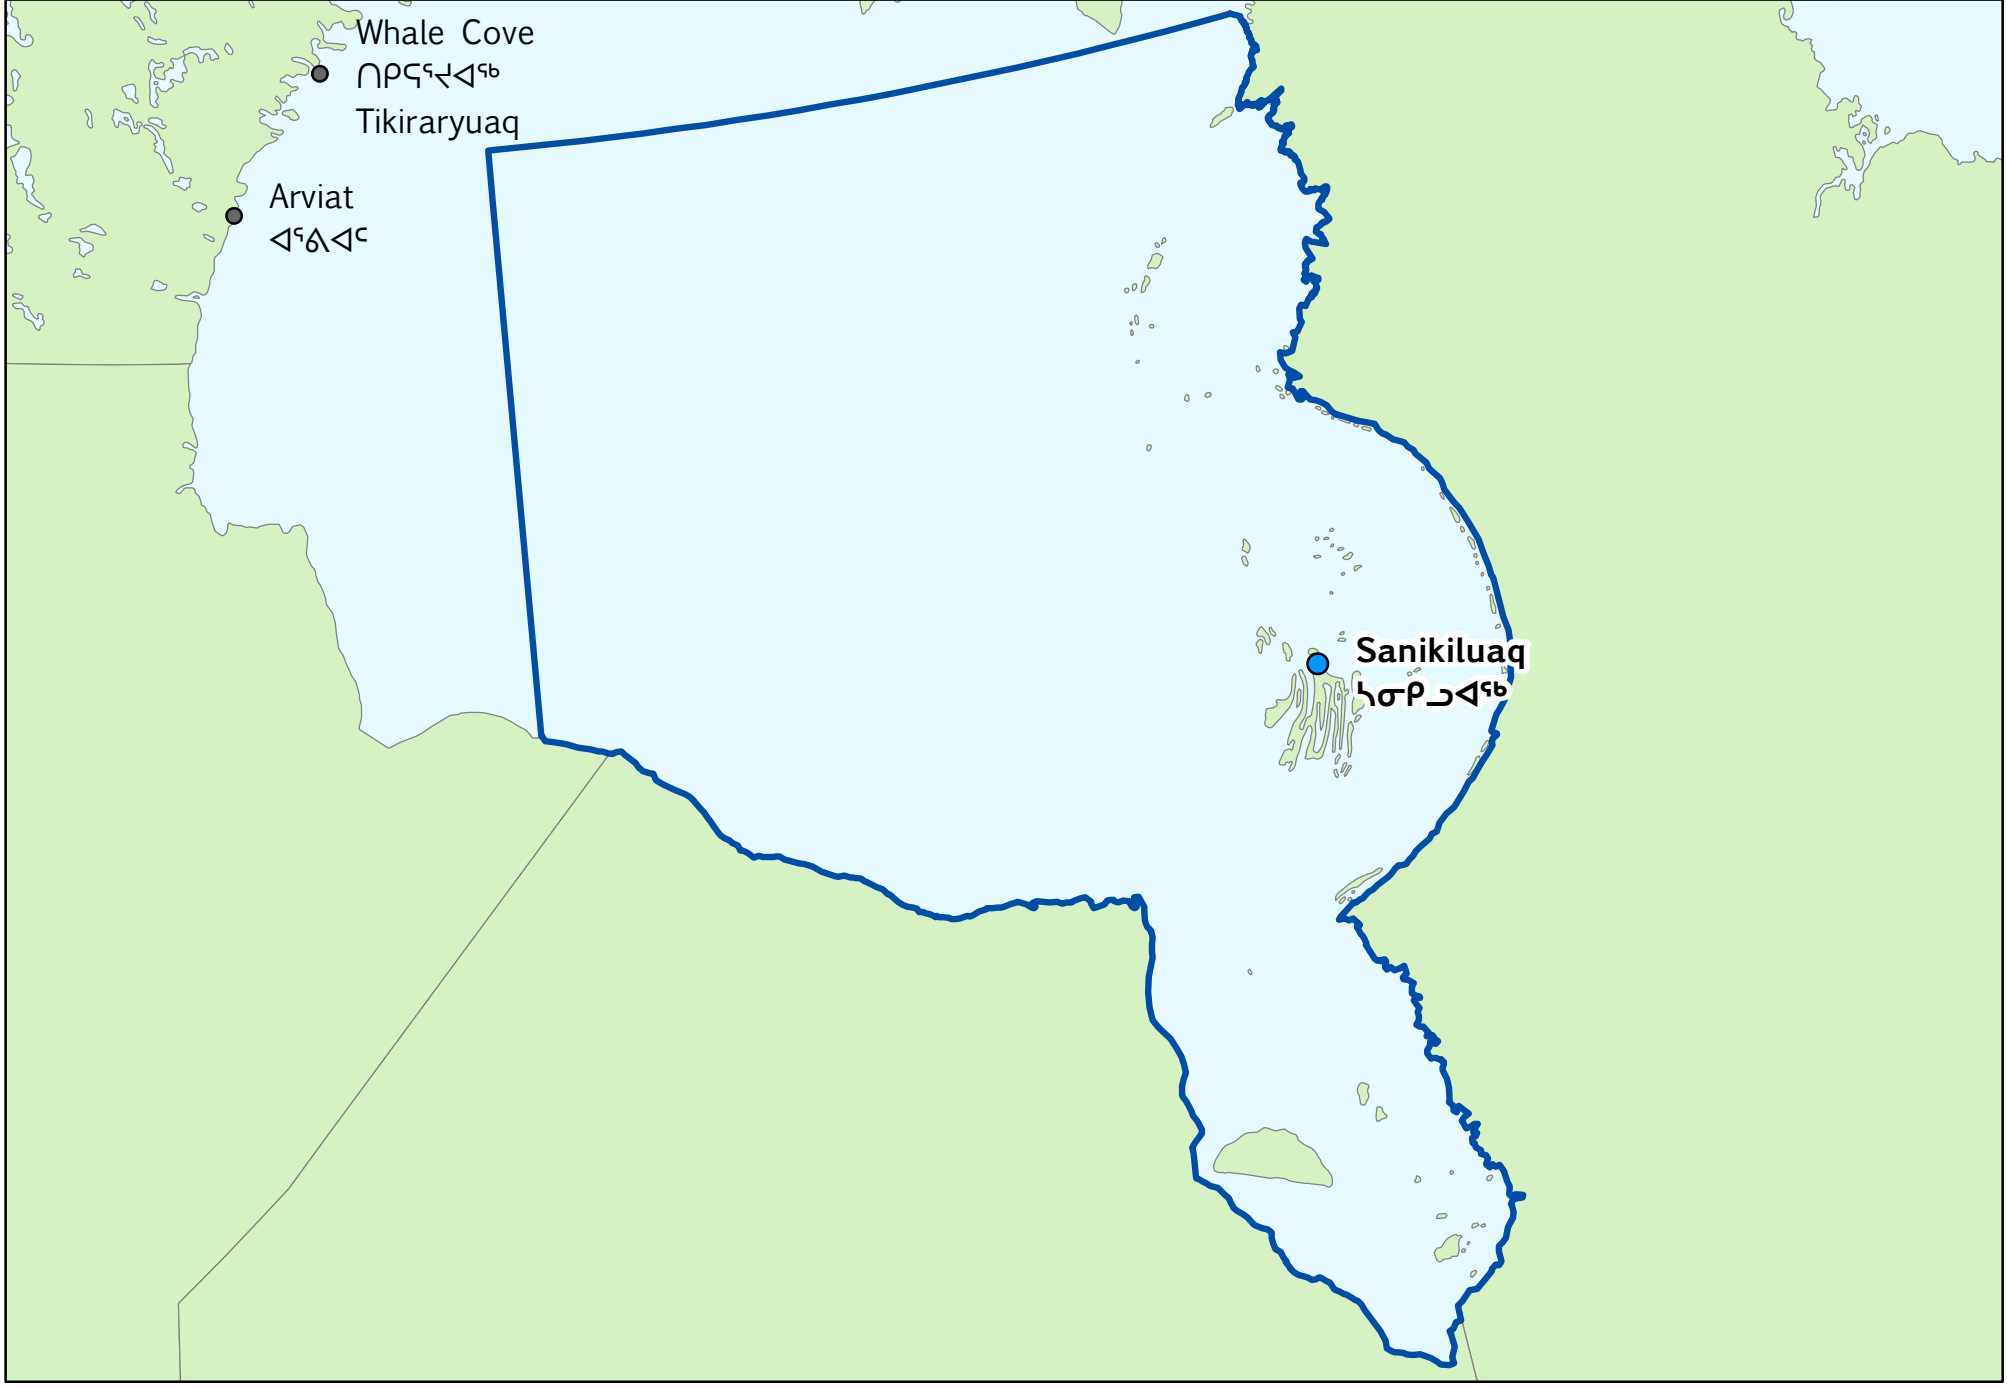 Whale Cove
ᑎᑭᕋᕐᔪᐊᖅ
Tikiraryuaq
Arviat
ᐊᕐᕕᐊᑦ
Sanikiluaq
ᓴᓂᑭᓗᐊᖅ